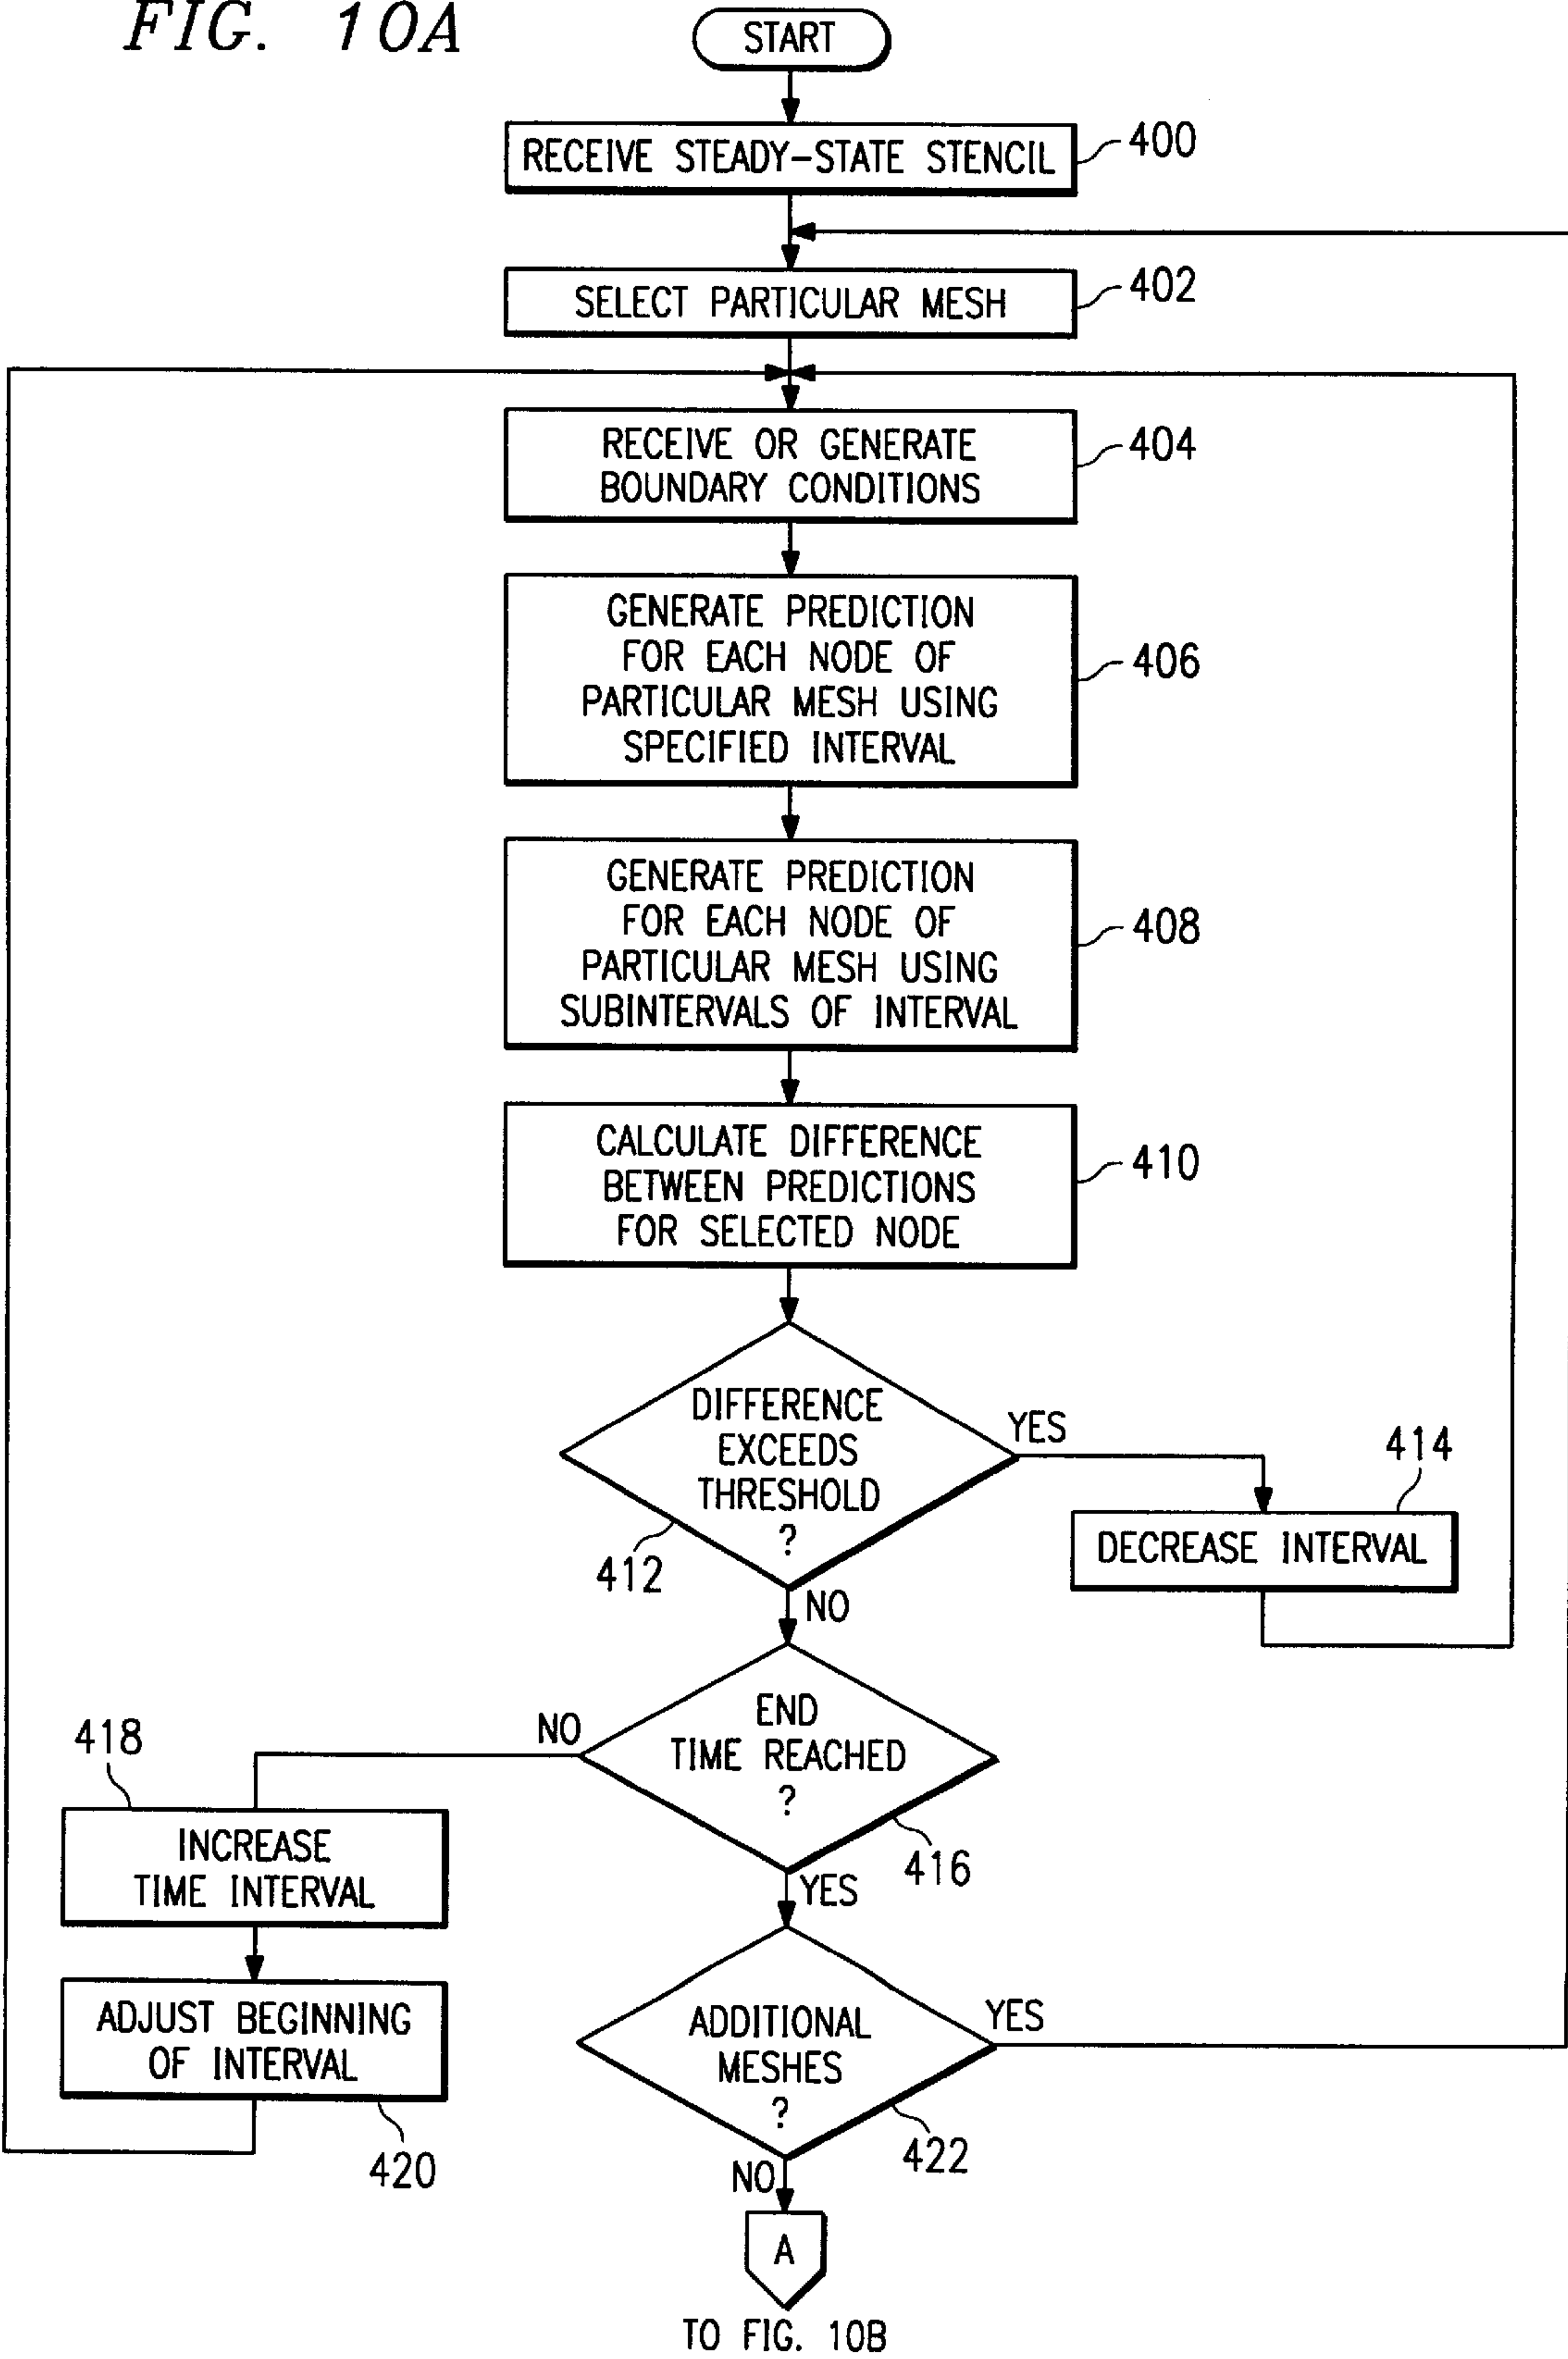 FIG. 10A
START
RECEIVE STEADY-STATE STENCIL
400
SELECT PARTICULAR MESH
402
RECEIVE OR GENERATE
BOUNDARY CONDITIONS
404
GENERATE PREDICTION
FOR EACH NODE OF
PARTICULAR MESH USING
SPECIFIED INTERVAL
406
GENERATE PREDICTION
FOR EACH NODE OF
PARTICULAR MESH USING
SUBINTERVALS OF INTERVAL
408
CALCULATE DIFFERENCE
BETWEEN PREDICTIONS
FOR SELECTED NODE
410
DIFFERENCE
EXCEEDS
THRESHOLD
?
412
YES
414
DECREASE INTERVAL
NO
END
TIME REACHED
?
416
NO
418
INCREASE
TIME INTERVAL
ADJUST BEGINNING
OF INTERVAL
420
YES
ADDITIONAL
MESHES
?
422
YES
NO
A
TO FIG. 10B